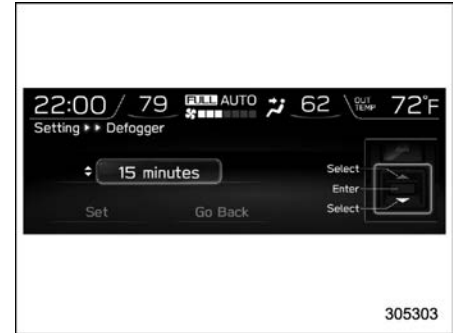 22:00 / 79 FULL AUTO 62 OUT TEMP 72°F
Setting ▸▸ Defogger
15 minutes
Select
Enter
Select
Set Go Back
305303